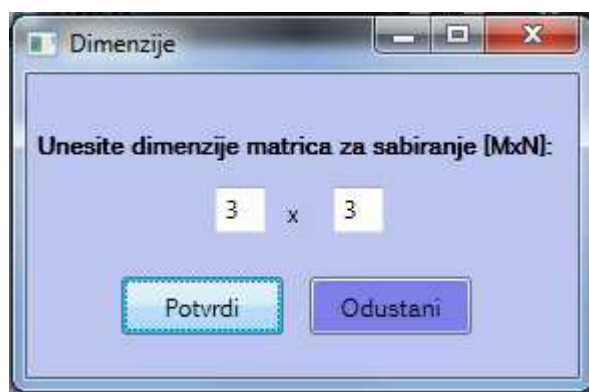 Dimenzije
Unesite dimenzije matrica za sabiranje [MxN]:
3 x 3
Potvrdi Odustani